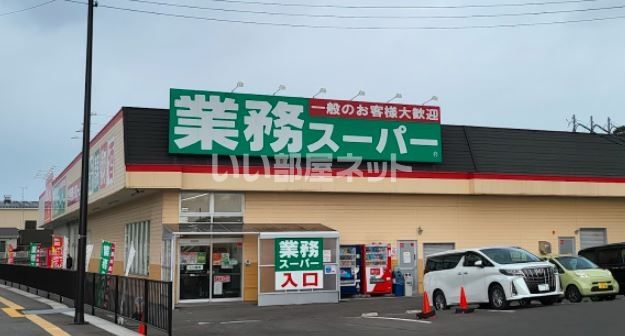 一般のお客様大歓迎
業務スーパー
いい部屋ネット
業務
スーパー
入口